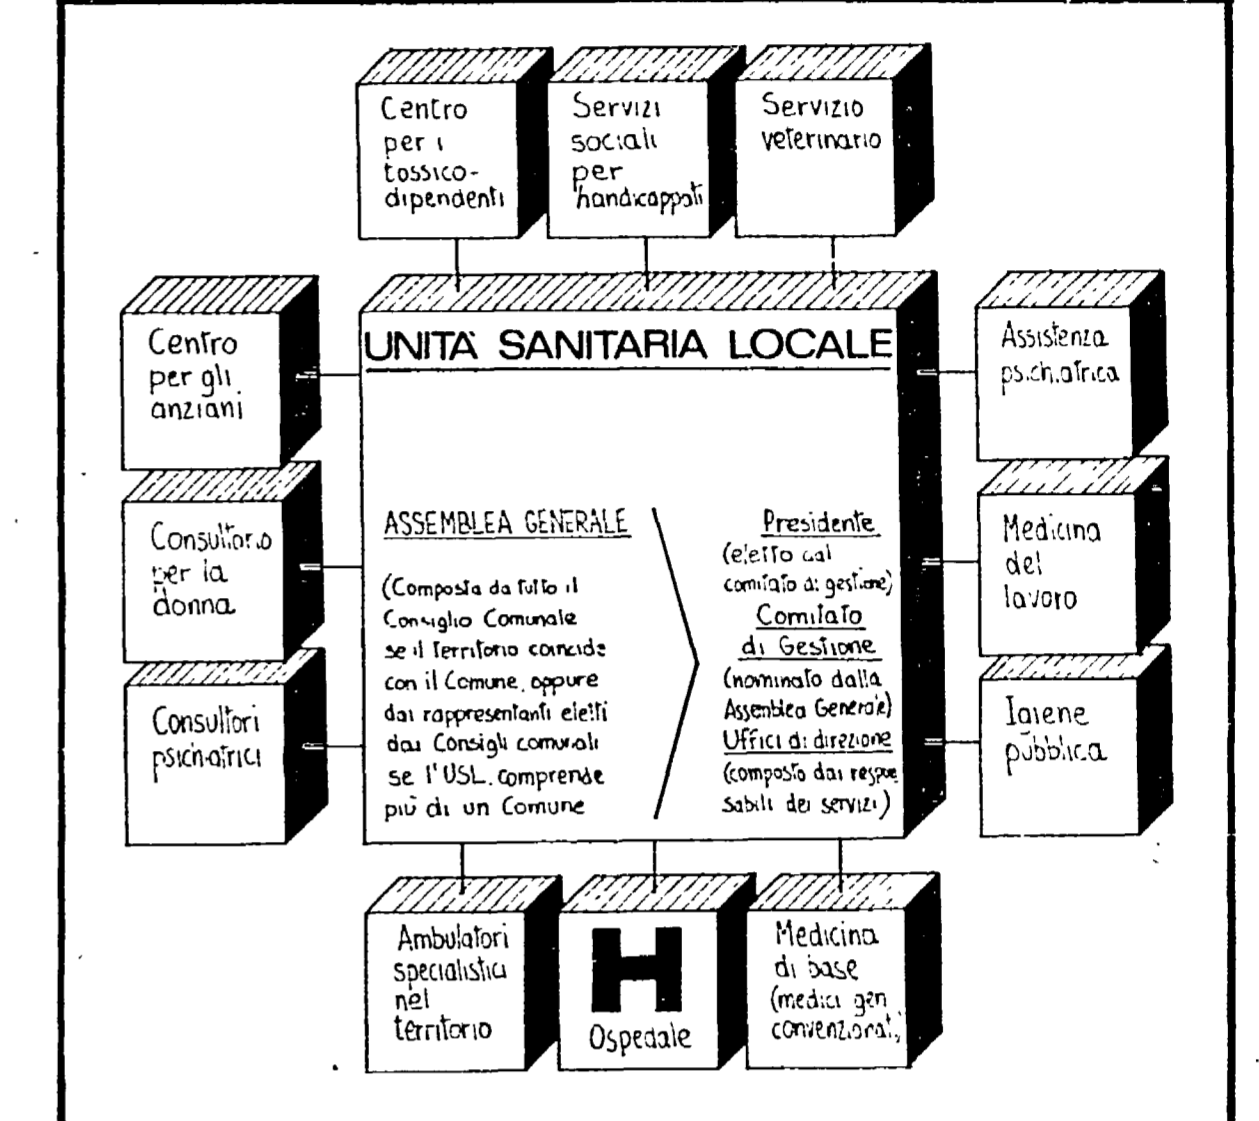 Centro
per i
tossico-
dipendenti
Servizi
sociali
per
handicappati
Servizio
veterinario
Centro
per gli
anziani
Consultorio
per la
donna
Consultori
psichiatrici
UNITÀ SANITARIA LOCALE
ASSEMBLEA GENERALE
(Composta da tutto il
Consiglio Comunale
se il territorio coincide
con il Comune, oppure
dai rappresentanti eletti
dai Consigli comunali
se l'USL. comprende
più di un Comune
Presidente
(eletto dal
comitato di gestione)
Comitato
di Gestione
(nominato dalla
Assemblea Generale)
Uffici di direzione
(composto dai respon
sabili dei servizi)
Assistenza
psichiatrica
Medicina
del
lavoro
Igiene
pubblica
Ambulatori
specialistici
nel
territorio
H
Ospedale
Medicina
di base
(medici gen
convenzionati)